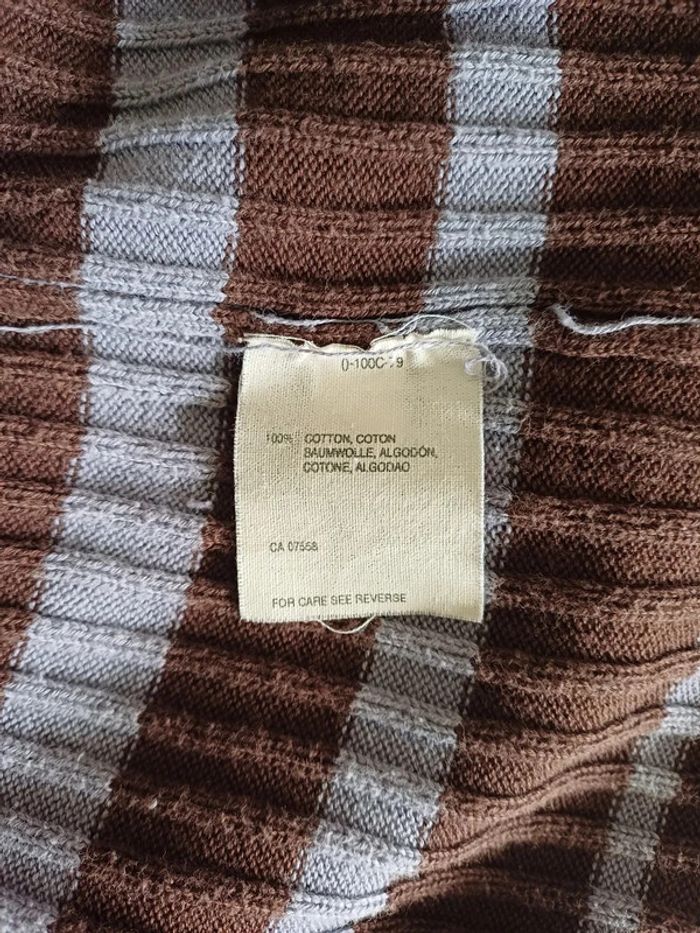 100% COTTON, COTON
BAUMWOLLE, ALGODÓN,
COTONE, ALGODAO
CA 07558
FOR CARE SEE REVERSE